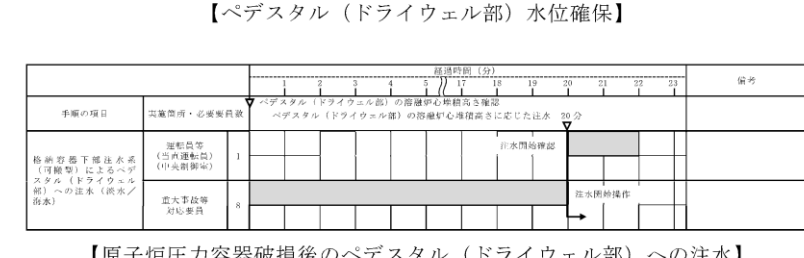 【ペデスタル（ドライウェル部）水位確保】
経過時間（分）
備考
1 2 3 4 5 17 18 19 20 21 22 23
手順の項目
実施箇所・必要要員数
ペデスタル（ドライウェル部）の溶融炉心堆積高さ確認
ペデスタル（ドライウェル部）の溶融炉心堆積高さに応じた注水 20分
格納容器下部注水系
（可搬型）によるペデ
スタル（ドライウェル
部）への注水（淡水／
海水）
運転員等
（当直運転員）
（中央制御室）
1
注水開始確認
重大事故等
対応要員
8
注水開始操作
【原子炉圧力容器破損後のペデスタル（ドライウェル部）への注水】